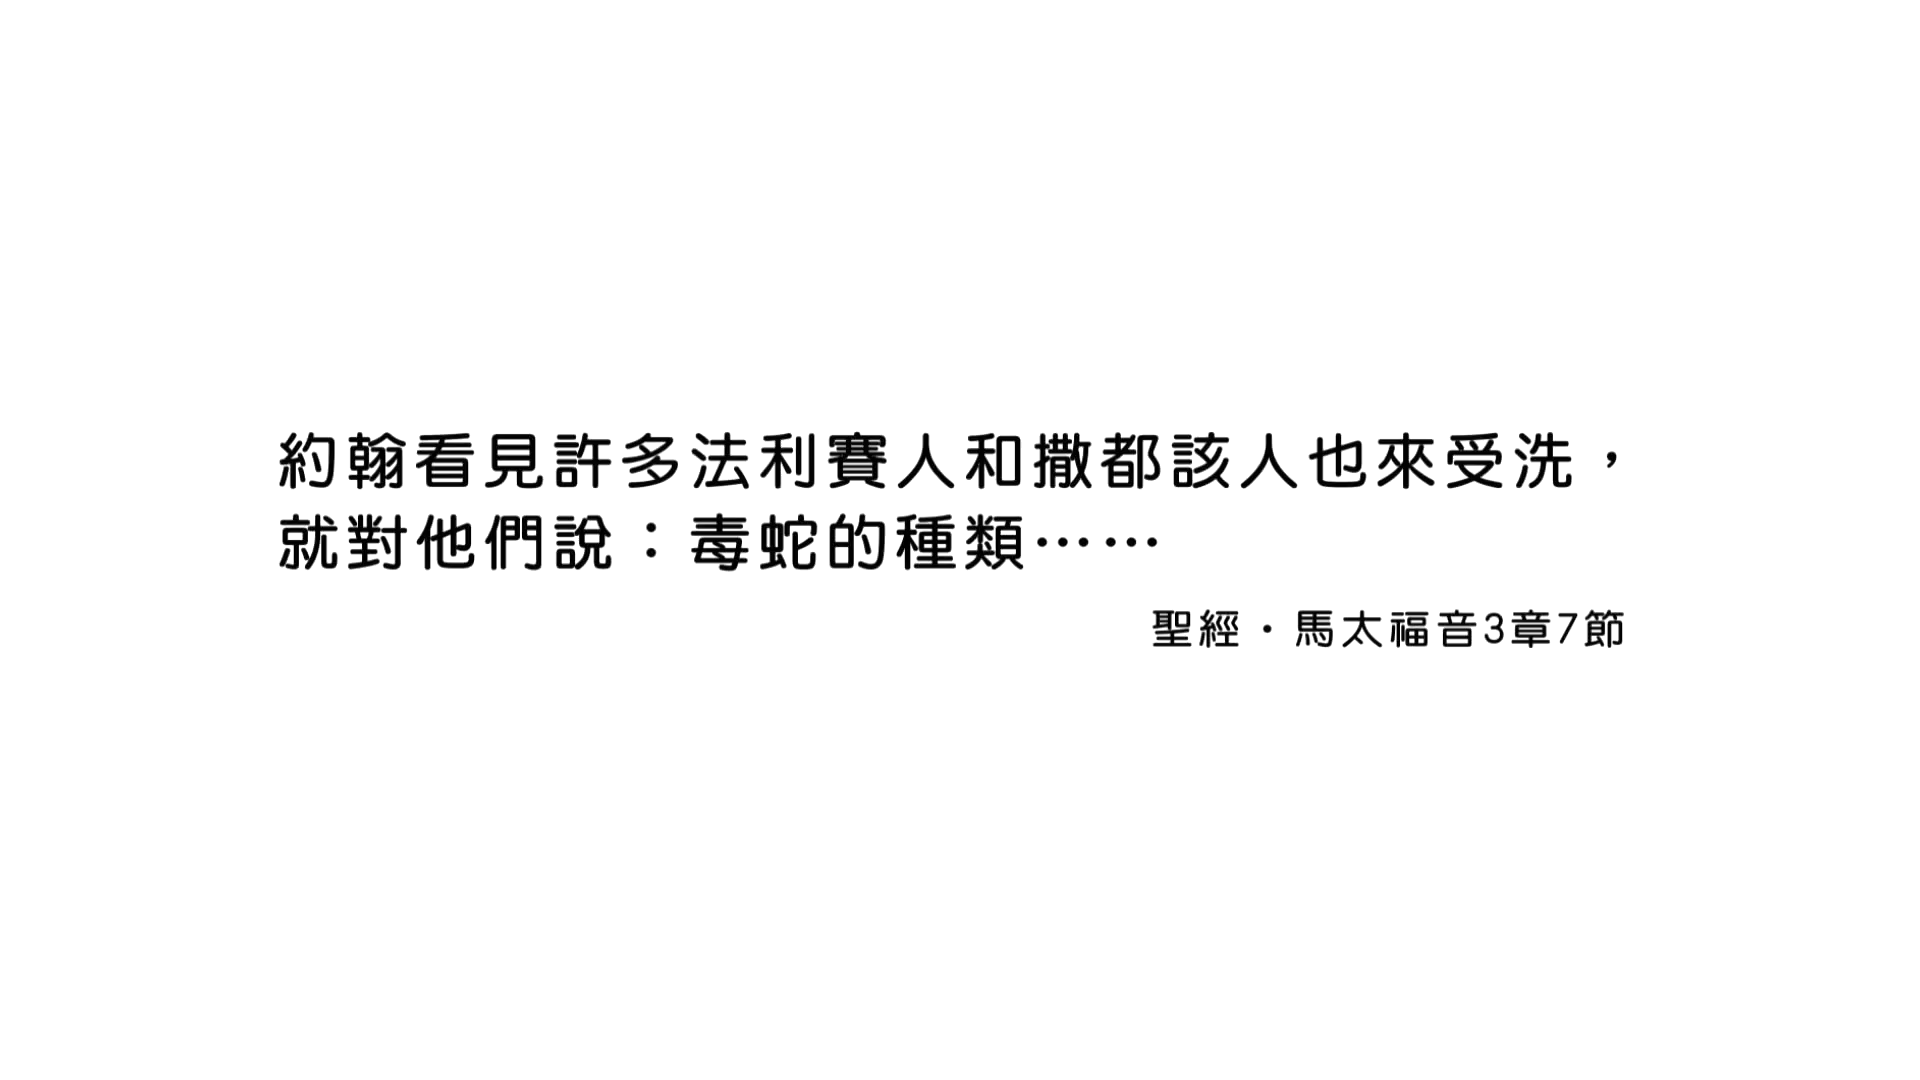 約翰看見許多法利賽人和撒都該人也來受洗，
就對他們說：毒蛇的種類……
聖經・馬太福音3章7節